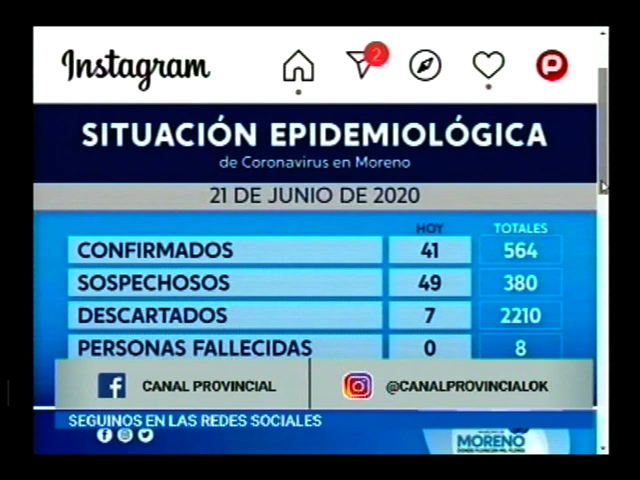 Instagram 2 P
SITUACIÓN EPIDEMIOLÓGICA
de Coronavirus en Moreno
21 DE JUNIO DE 2020
HOY TOTALES
CONFIRMADOS 41 564
SOSPECHOSOS 49 380
DESCARTADOS 7 2210
PERSONAS FALLECIDAS 0 8
CANAL PROVINCIAL @CANALPROVINCIALOK
SEGUINOS EN LAS REDES SOCIALES
MORENO